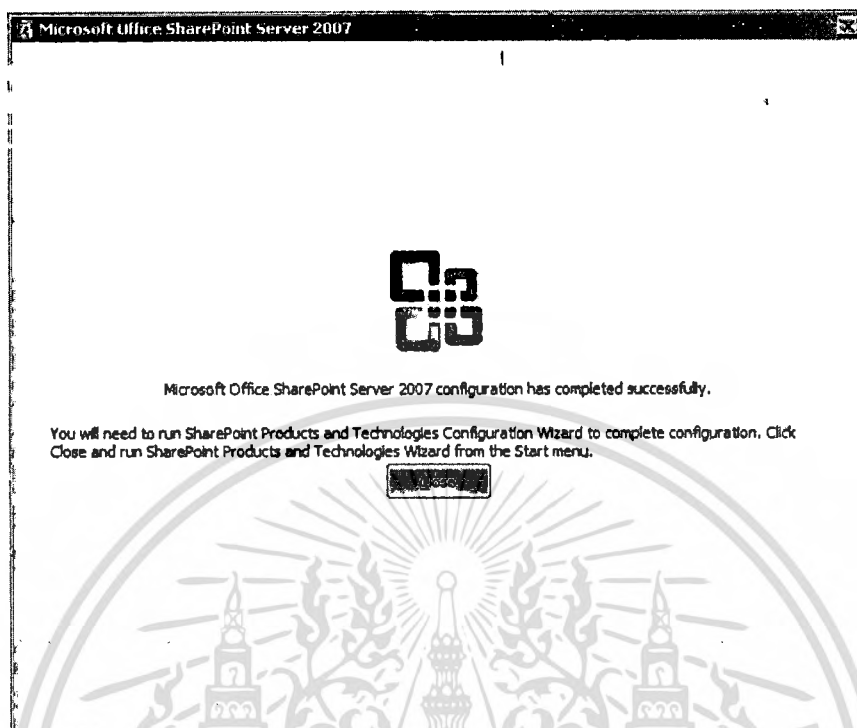 Microsoft Office SharePoint Server 2007
Microsoft Office SharePoint Server 2007 configuration has completed successfully.
You will need to run SharePoint Products and Technologies Configuration Wizard to complete configuration. Click
Close and run SharePoint Products and Technologies Wizard from the Start menu.
Close